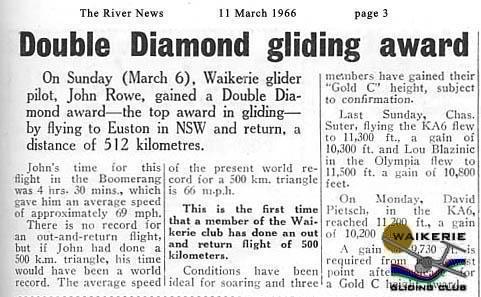 The River News 11 March 1966 page 3
Double Diamond gliding award
On Sunday (March 6), Waikerie glider
pilot, John Rowe, gained a Double Dia-
mond award—the top award in gliding—
by flying to Euston in NSW and return, a
distance of 512 kilometres.
John's time for this
flight in the Boomerang
was 4 hrs. 30 mins., which
gave him an average speed
of approximately 69 mph.
There is no record for
an out-and-return flight,
but if John had done a
500 k.m. triangle, his time
would have been a world
record. The average speed
of the present world re-
cord for a 500 km. triangle
is 66 m.p.h.
This is the first time
that a member of the Wai-
kerie club has done an out
and return flight of 500
kilometers.
Conditions have been
ideal for soaring and three
members have gained their
"Gold C" height, subject
to confirmation.
Last Sunday, Chas.
Suter, flying the KA6 flew
to 11,300 ft., a gain of
10,300 ft. and Lou Blazinic
in the Olympia flew to
11,500 ft. a gain of 10,800
feet.
On Monday, David
Pietsch, in the KA6,
reached 11,200 ft., a gain
of 10,200
A gain of 9,730 ft. is
required from
point after
a Gold C height award.
WAIKERIE
GLIDING CLUB